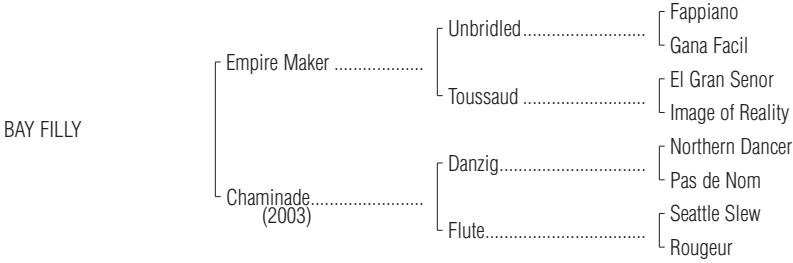 Fappiano
Unbridled..........................
Gana Facil
Empire Maker ...................
El Gran Senor
Toussaud ..........................
Image of Reality
BAY FILLY
Northern Dancer
Danzig...............................
Pas de Nom
Chaminade........................
(2003)
Seattle Slew
Flute..................................
Rougeur